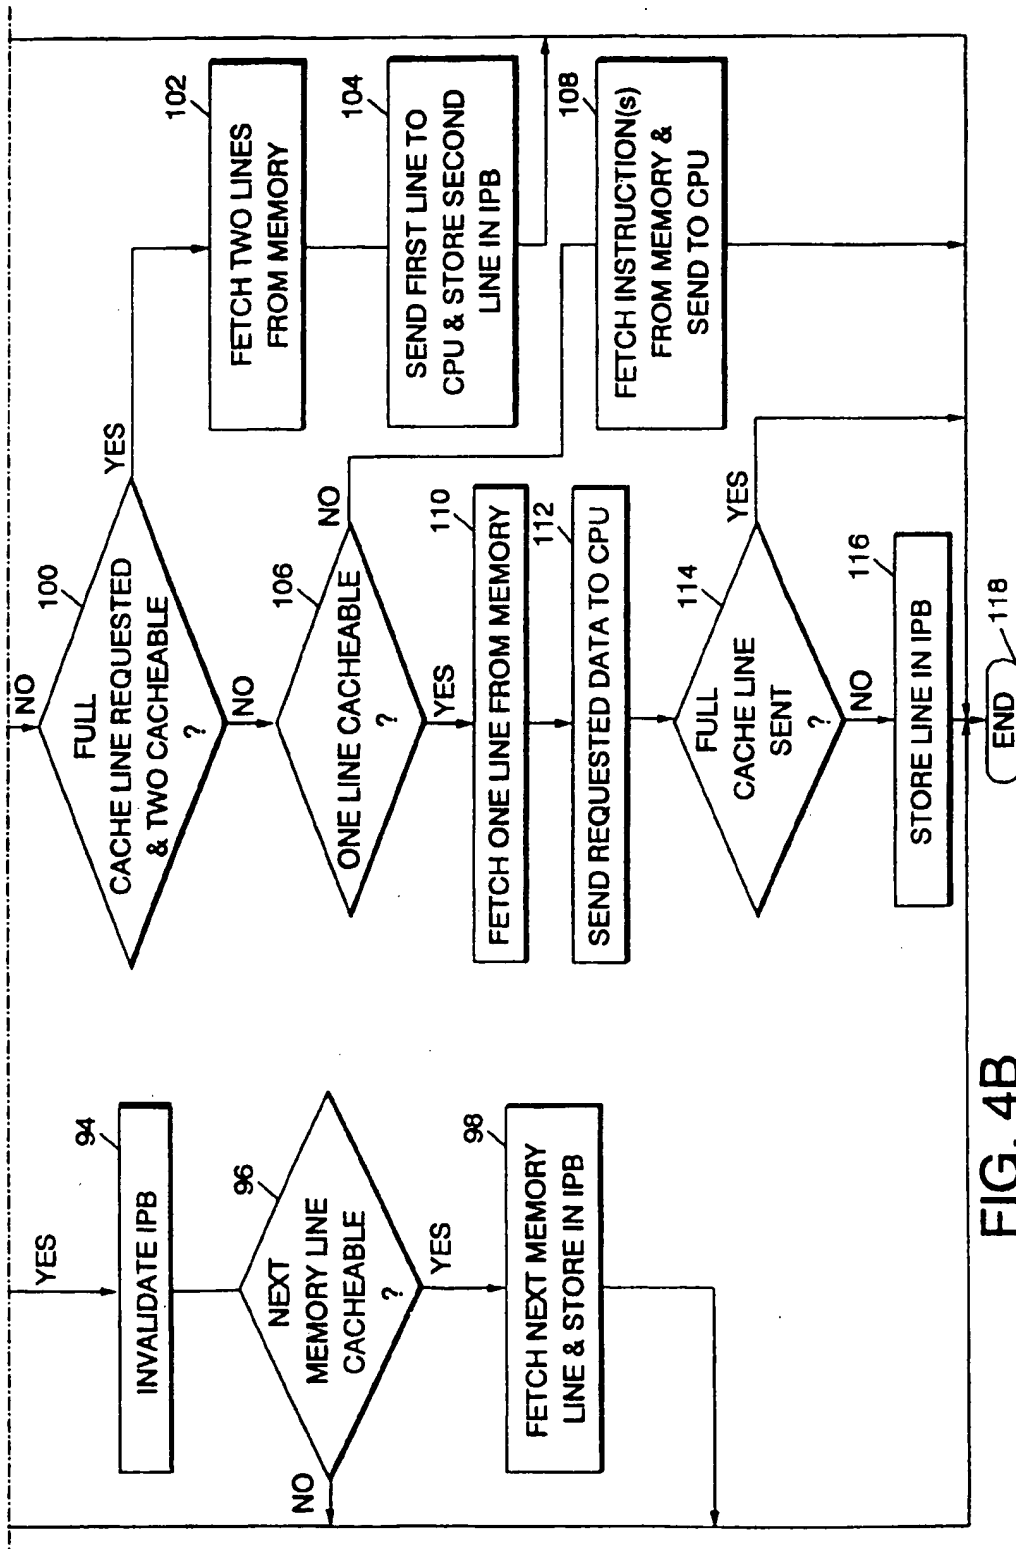 YES
94
INVALIDATE IPB
96
NEXT
MEMORY LINE
CACHEABLE
?
NO
YES
98
FETCH NEXT MEMORY
LINE & STORE IN IPB
NO
100
FULL
CACHE LINE REQUESTED
& TWO CACHEABLE
?
YES
NO
102
FETCH TWO LINES
FROM MEMORY
104
SEND FIRST LINE TO
CPU & STORE SECOND
LINE IN IPB
106
ONE LINE CACHEABLE
?
NO
YES
108
FETCH INSTRUCTION(s)
FROM MEMORY &
SEND TO CPU
110
FETCH ONE LINE FROM MEMORY
112
SEND REQUESTED DATA TO CPU
114
FULL
CACHE LINE
SENT
?
YES
NO
116
STORE LINE IN IPB
END
118
FIG. 4B